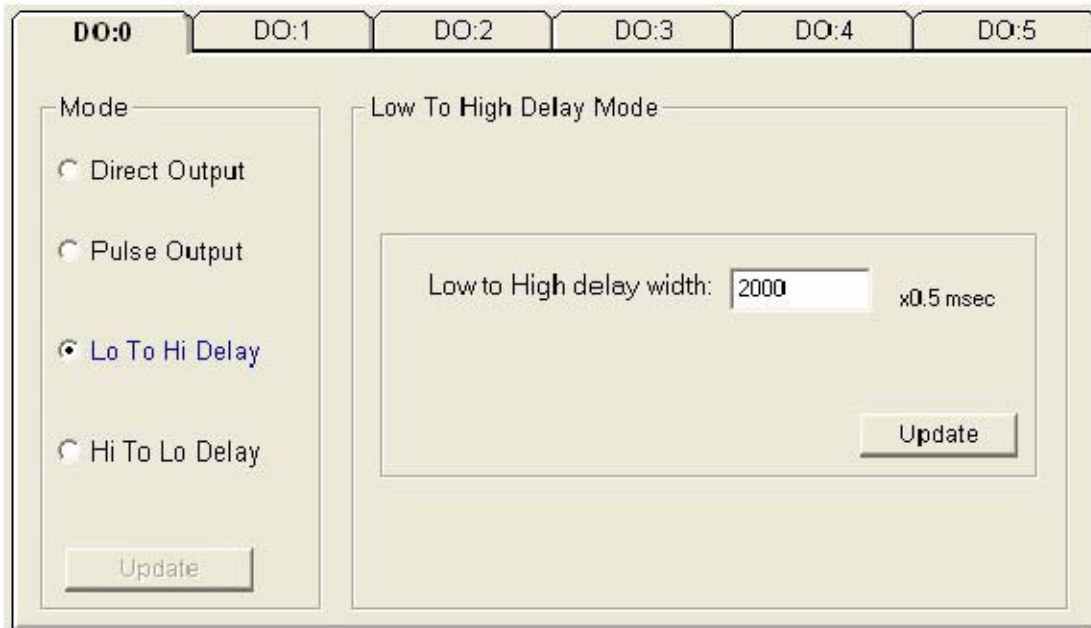 DO:0 DO:1 DO:2 DO:3 DO:4 DO:5
Mode
Direct Output
Pulse Output
Lo To Hi Delay
Hi To Lo Delay
Update
Low To High Delay Mode
Low to High delay width: 2000 x0.5 msec
Update